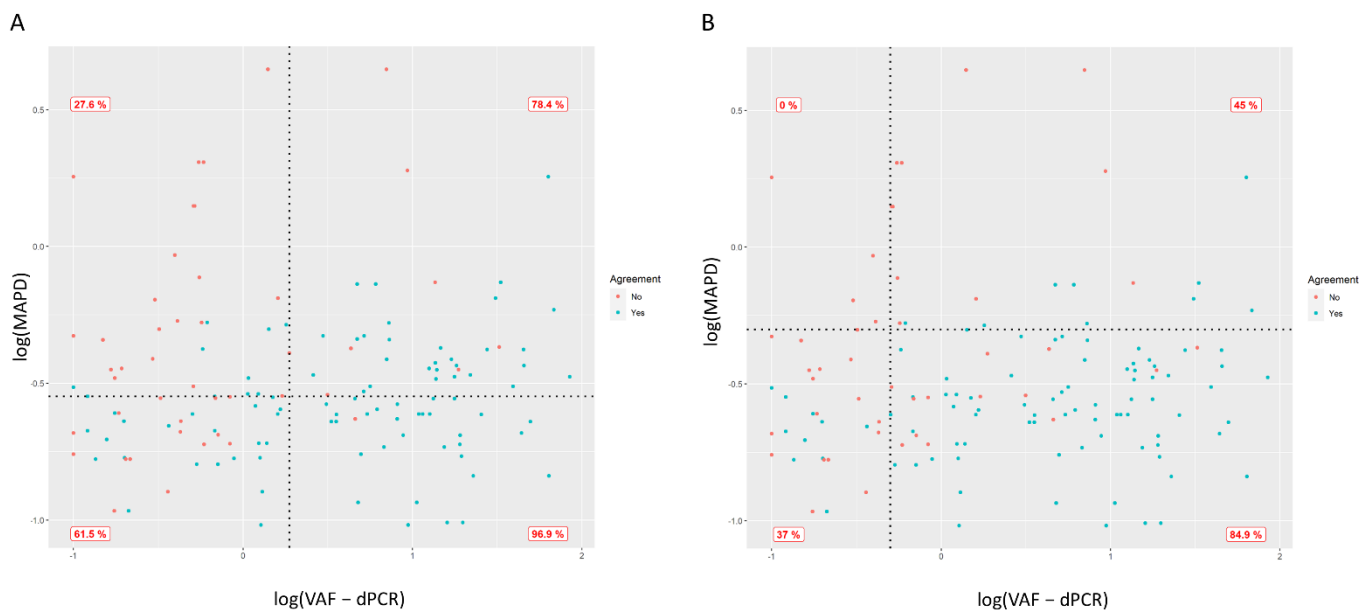 A
B
27.6 %
78.4 %
0 %
45 %
0.5
0.5
0.0
0.0
log(MAPD)
log(MAPD)
Agreement
No
Yes
Agreement
No
Yes
-0.5
-0.5
-1.0
-1.0
61.5 %
96.9 %
37 %
84.9 %
-1
0
1
2
-1
0
1
2
log(VAF – dPCR)
log(VAF – dPCR)